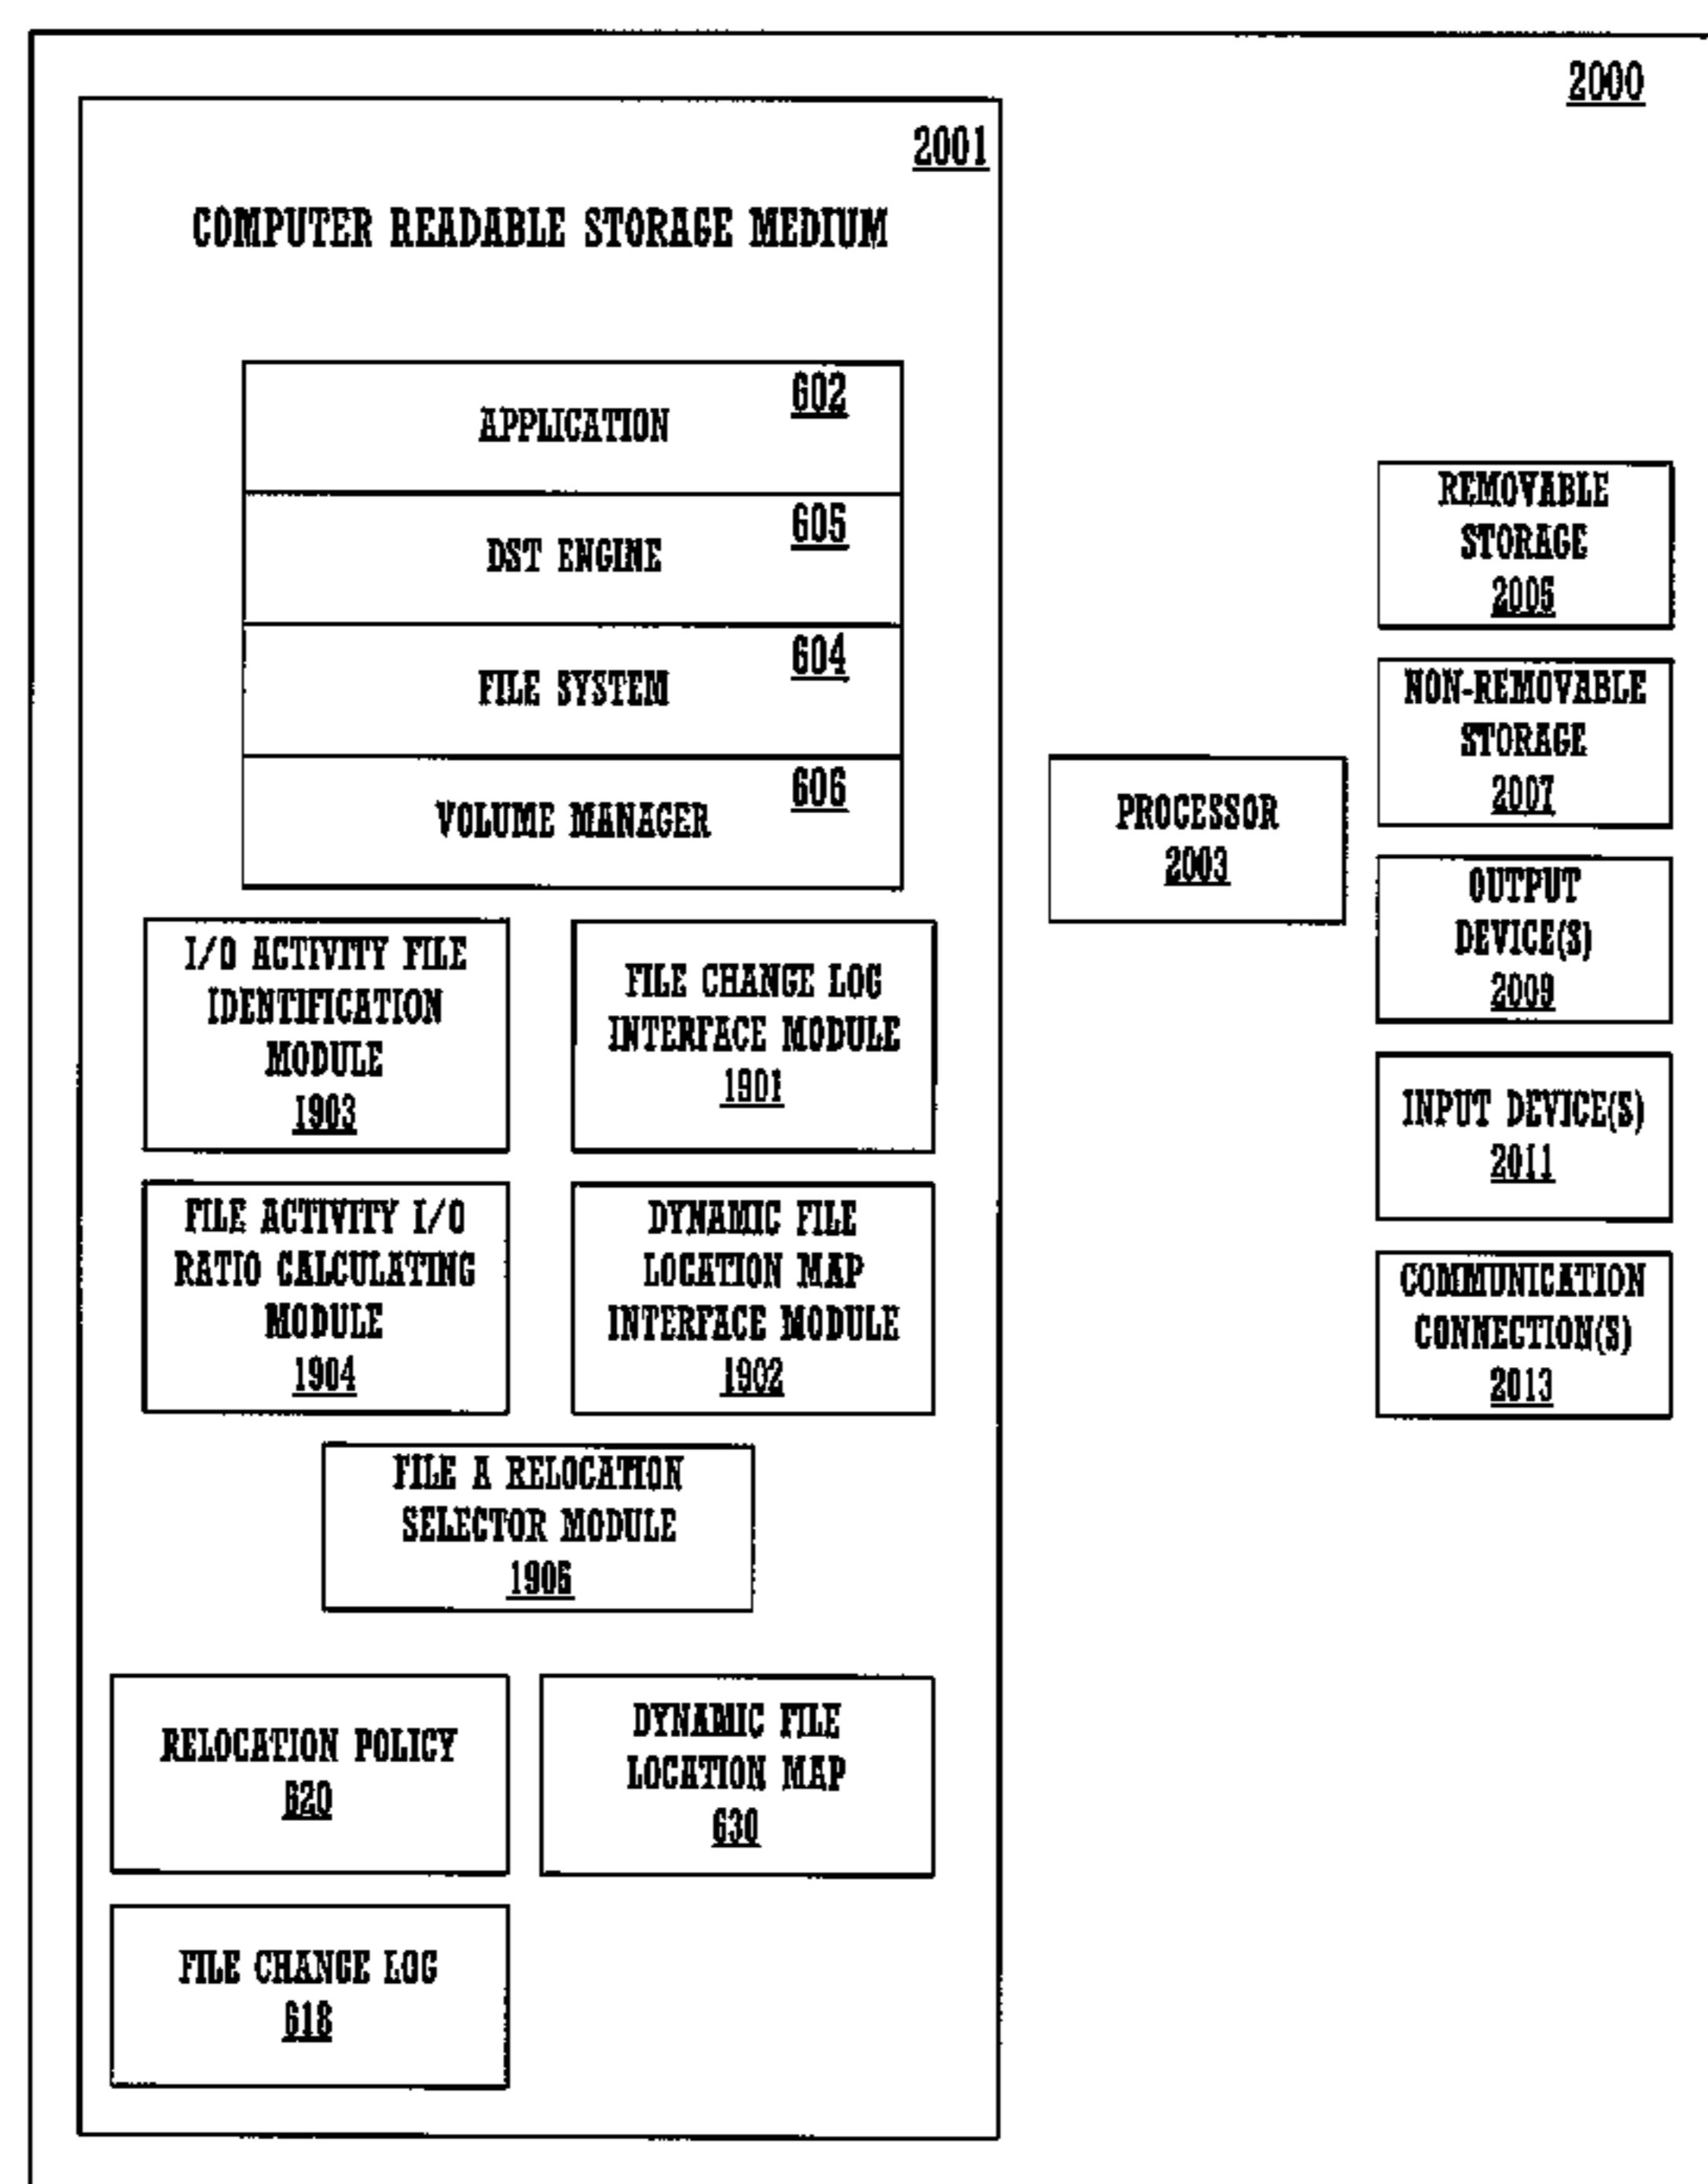 2000
2001
COMPUTER READABLE STORAGE MEDIUM
602
APPLICATION
605
DST ENGINE
604
FILE SYSTEM
606
VOLUME MANAGER
I/O ACTIVITY FILE
IDENTIFICATION
MODULE
1903
FILE CHANGE LOG
INTERFACE MODULE
1901
FILE ACTIVITY I/O
RATIO CALCULATING
MODULE
1904
DYNAMIC FILE
LOCATION MAP
INTERFACE MODULE
1902
FILE A RELOCATION
SELECTOR MODULE
1905
RELOCATION POLICY
620
DYNAMIC FILE
LOCATION MAP
630
FILE CHANGE LOG
618
PROCESSOR
2003
REMOVABLE
STORAGE
2005
NON-REMOVABLE
STORAGE
2007
OUTPUT
DEVICE(S)
2009
INPUT DEVICE(S)
2011
COMMUNICATION
CONNECTION(S)
2013